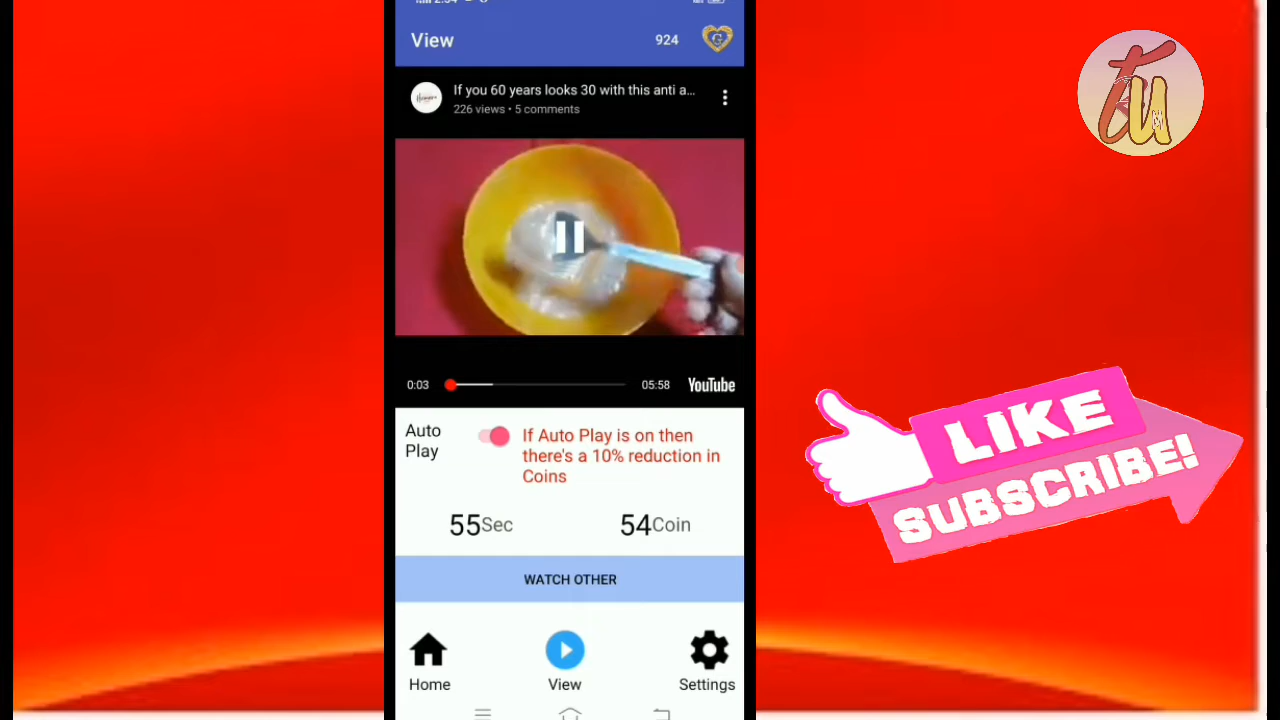 View
924
If you 60 years looks 30 with this anti a...
226 views • 5 comments
0:03
05:58
YouTube
Auto
Play
If Auto Play is on then
there's a 10% reduction in
Coins
55Sec
54Coin
WATCH OTHER
Home
View
Settings
tu
LIKE
SUBSCRIBE!